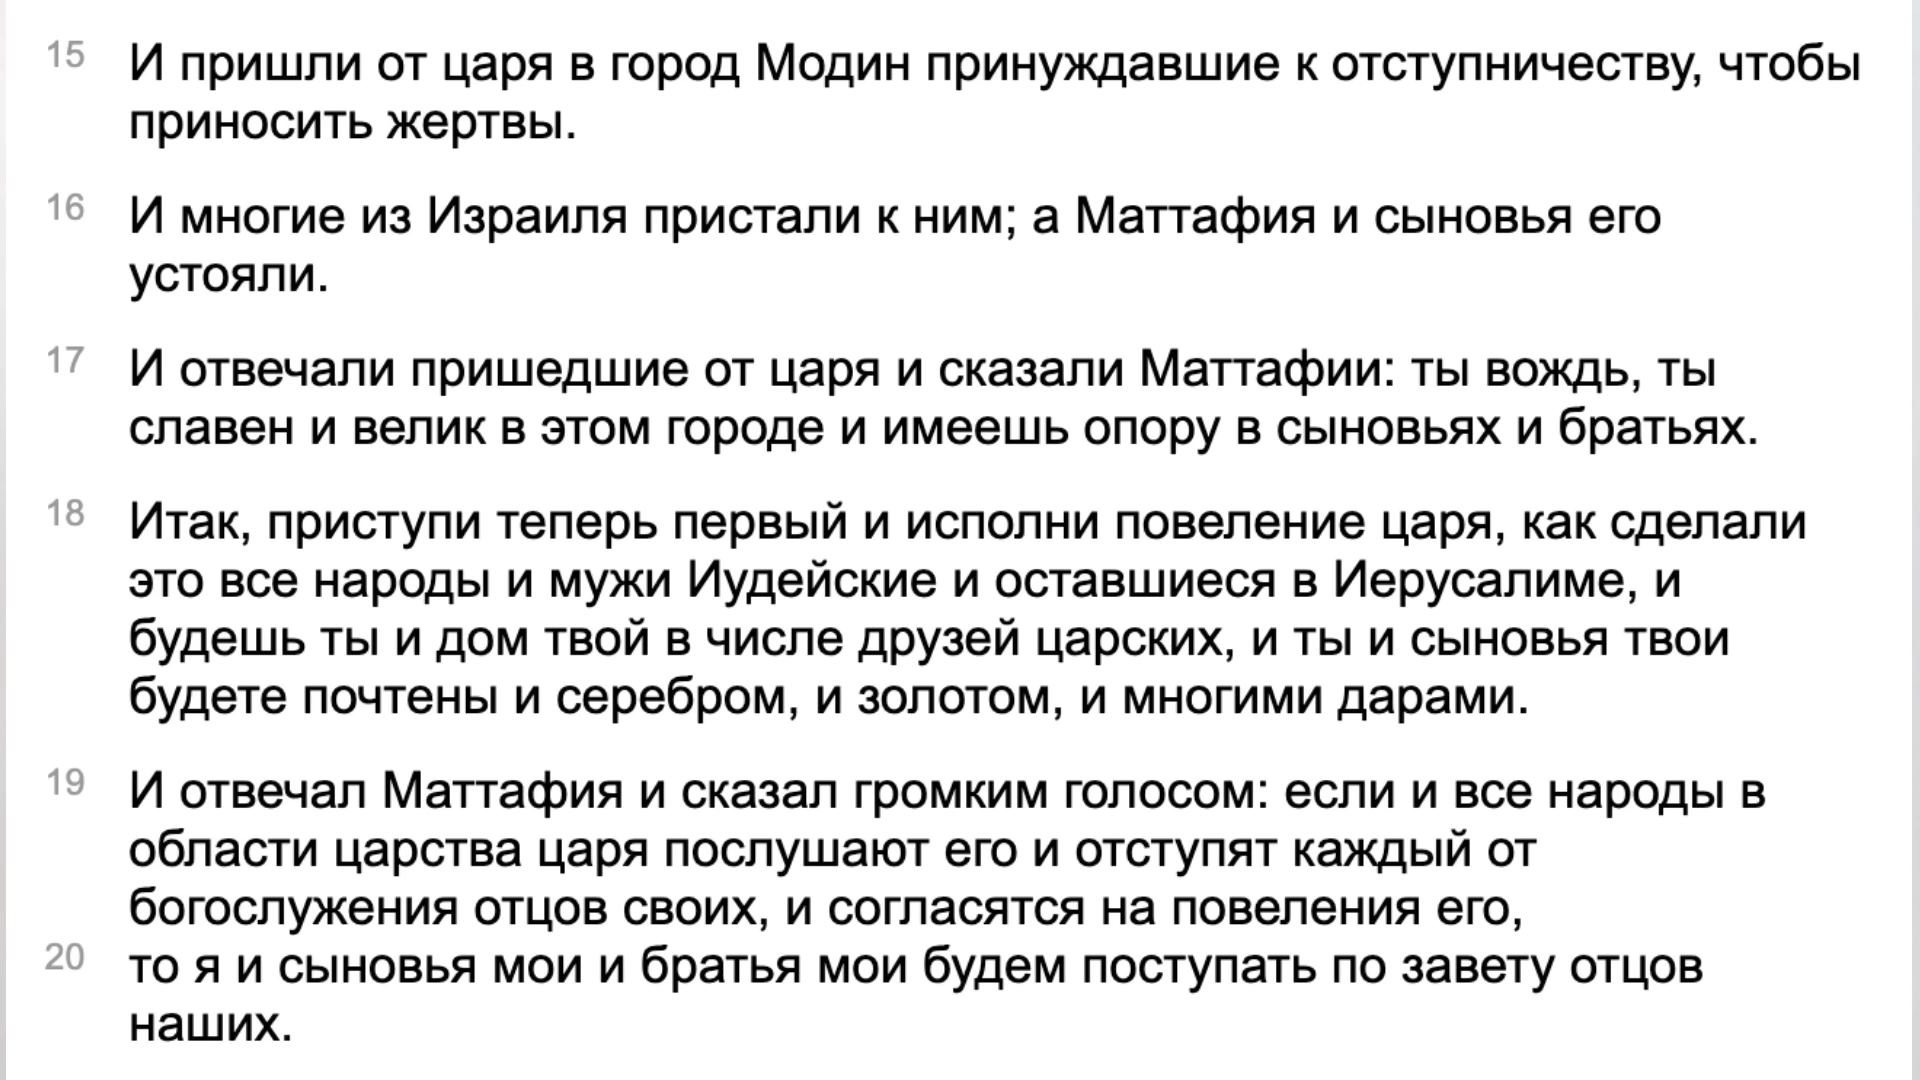 15 И пришли от царя в город Модин принуждавшие к отступничеству, чтобы
приносить жертвы.
16 И многие из Израиля пристали к ним; а Маттафия и сыновья его
устояли.
17 И отвечали пришедшие от царя и сказали Маттафии: ты вождь, ты
славен и велик в этом городе и имеешь опору в сыновьях и братьях.
18 Итак, приступи теперь первый и исполни повеление царя, как сделали
это все народы и мужи Иудейские и оставшиеся в Иерусалиме, и
будешь ты и дом твой в числе друзей царских, и ты и сыновья твои
будете почтены и серебром, и золотом, и многими дарами.
19 И отвечал Маттафия и сказал громким голосом: если и все народы в
области царства царя послушают его и отступят каждый от
богослужения отцов своих, и согласятся на повеления его,
20 то я и сыновья мои и братья мои будем поступать по завету отцов
наших.